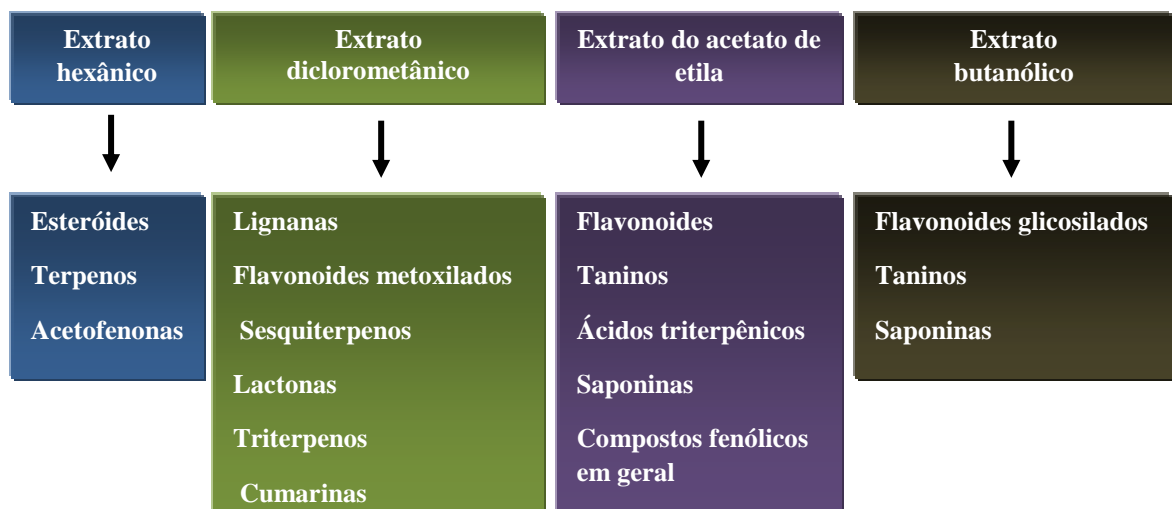 Extrato
hexânico
Extrato
diclorometânico
Extrato do acetato de
etila
Extrato
butanólico
Esteróides
Terpenos
Acetofenonas
Lignanas
Flavonoides metoxilados
Sesquiterpenos
Lactonas
Triterpenos
Cumarinas
Flavonoides
Taninos
Ácidos triterpênicos
Saponinas
Compostos fenólicos
em geral
Flavonoides glicosilados
Taninos
Saponinas